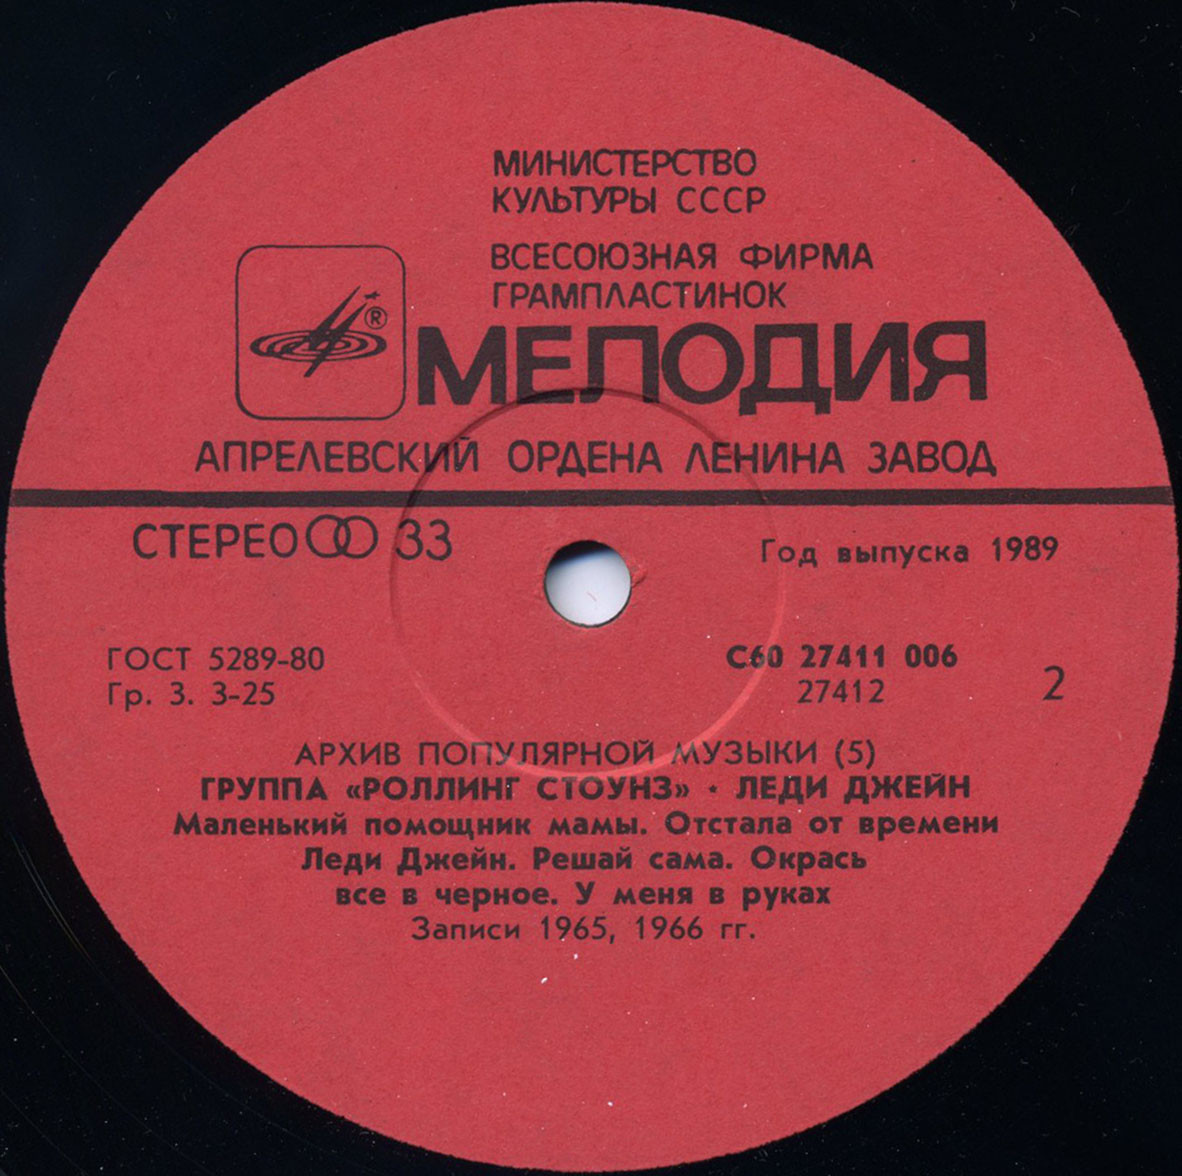 МИНИСТЕРСТВО
КУЛЬТУРЫ СССР
ВСЕСОЮЗНАЯ ФИРМА
ГРАМПЛАСТИНОК
®
МЕЛОДИЯ
АПРЕЛЕВСКИЙ ОРДЕНА ЛЕНИНА ЗАВОД
СТЕРЕО 33
Год выпуска 1989
ГОСТ 5289-80
Гр. 3. 3-25
С60 27411 006
27412
2
АРХИВ ПОПУЛЯРНОЙ МУЗЫКИ (5)
ГРУППА «РОЛЛИНГ СТОУНЗ» · ЛЕДИ ДЖЕЙН
Маленький помощник мамы. Отстала от времени
Леди Джейн. Решай сама. Окрась
все в черное. У меня в руках
Записи 1965, 1966 гг.